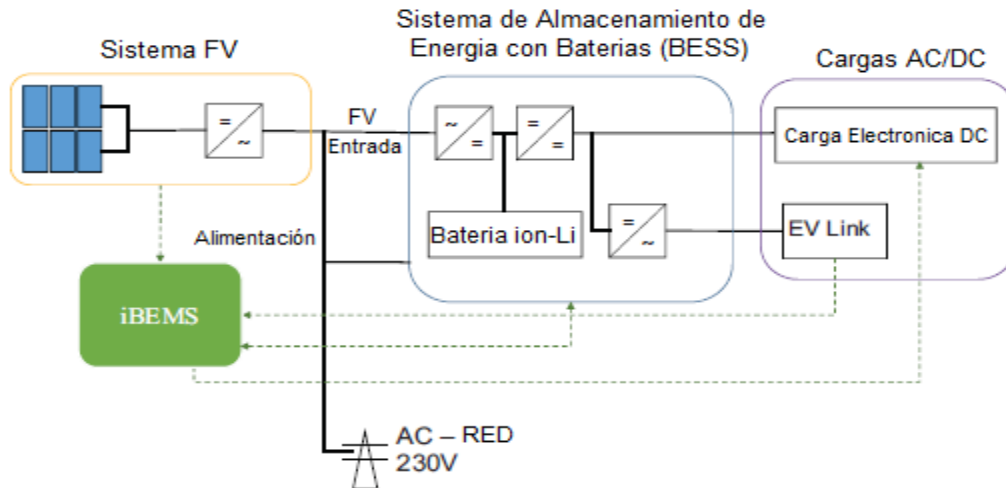 Sistema de Almacenamiento de
Energia con Baterias (BESS)
Sistema FV
Cargas AC/DC
=
~
FV
Entrada
~
=
=
=
Carga Electronica DC
Bateria ion-Li
=
~
EV Link
Alimentación
iBEMS
AC – RED
230V